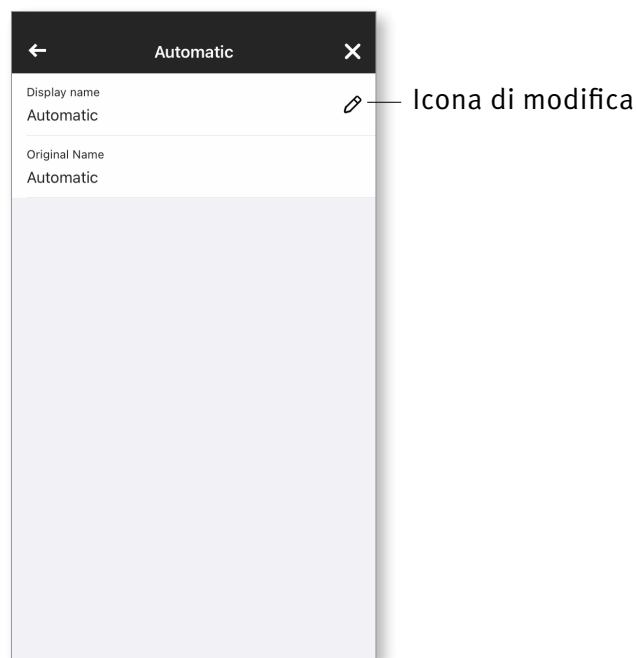 Automatic
Display name
Automatic
Icona di modifica
Original Name
Automatic